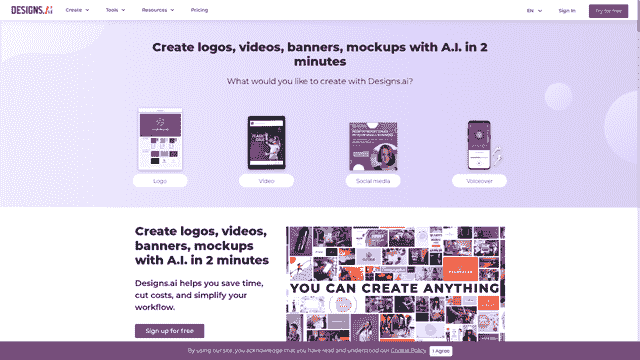 DESIGNS.AI
Create Tools Resources Pricing
EN Sign In Try for free
Create logos, videos, banners, mockups with A.I. in 2
minutes
What would you like to create with Designs.ai?
Logo
Video
Social media
Voiceover
Create logos, videos,
banners, mockups
with A.I. in 2 minutes
Designs.ai helps you save time,
cut costs, and simplify your
workflow.
Sign up for free
YOU CAN CREATE ANYTHING
By using our site, you acknowledge that you have read and understood our Cookie Policy. I Agree